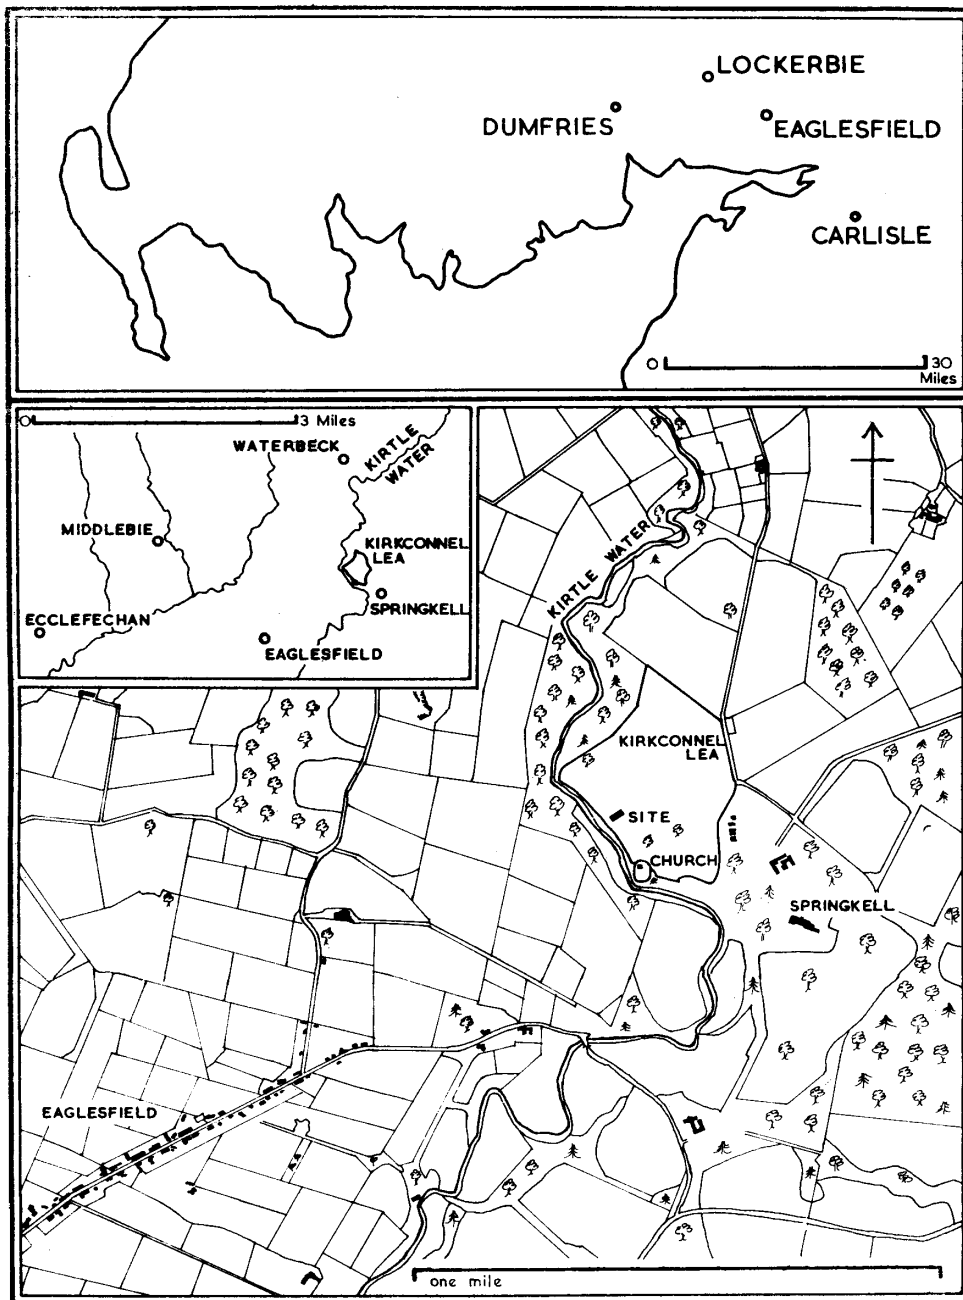 LOCKERBIE
DUMFRIES
EAGLESFIELD
CARLISLE
0 30
Miles
0 3 Miles
WATERBECK
KIRTLE
WATER
MIDDLEBIE
KIRKCONNEL
LEA
SPRINGKELL
ECCLEFECHAN
EAGLESFIELD
KIRTLE WATER
KIRKCONNEL
LEA
SITE
CHURCH
SPRINGKELL
EAGLESFIELD
one mile